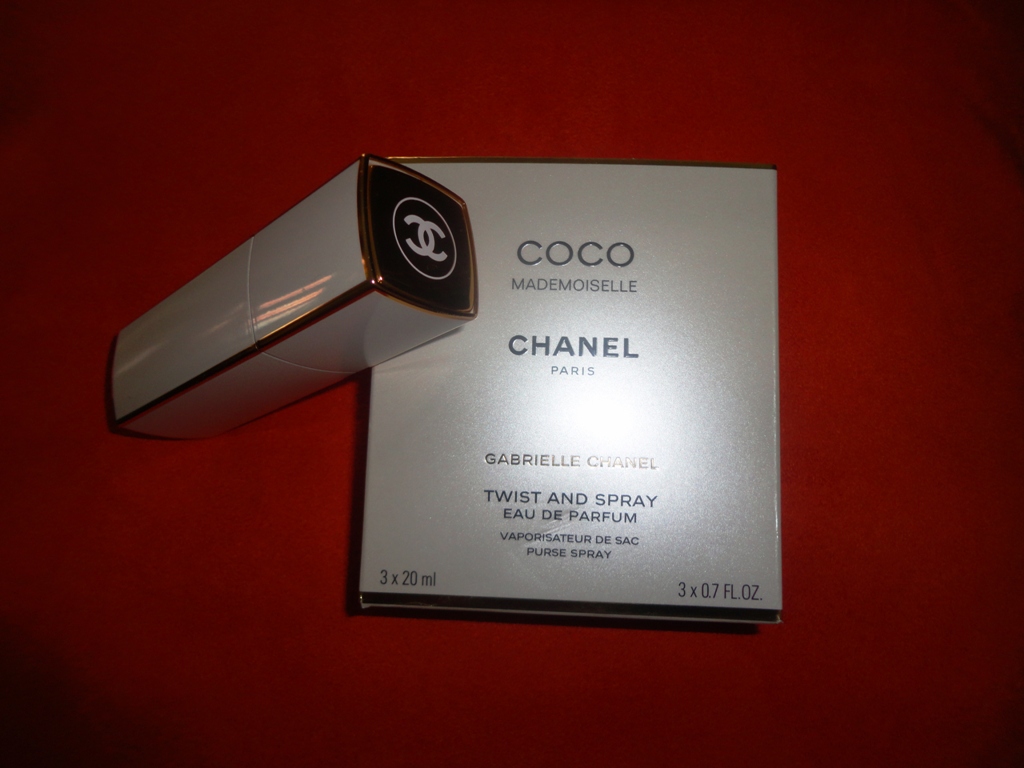 COCO
MADEMOISELLE
CHANEL
PARIS
GABRIELLE CHANEL
TWIST AND SPRAY
EAU DE PARFUM
VAPORISATEUR DE SAC
PURSE SPRAY
3 x 20 ml
3 x 0.7 FL.OZ.